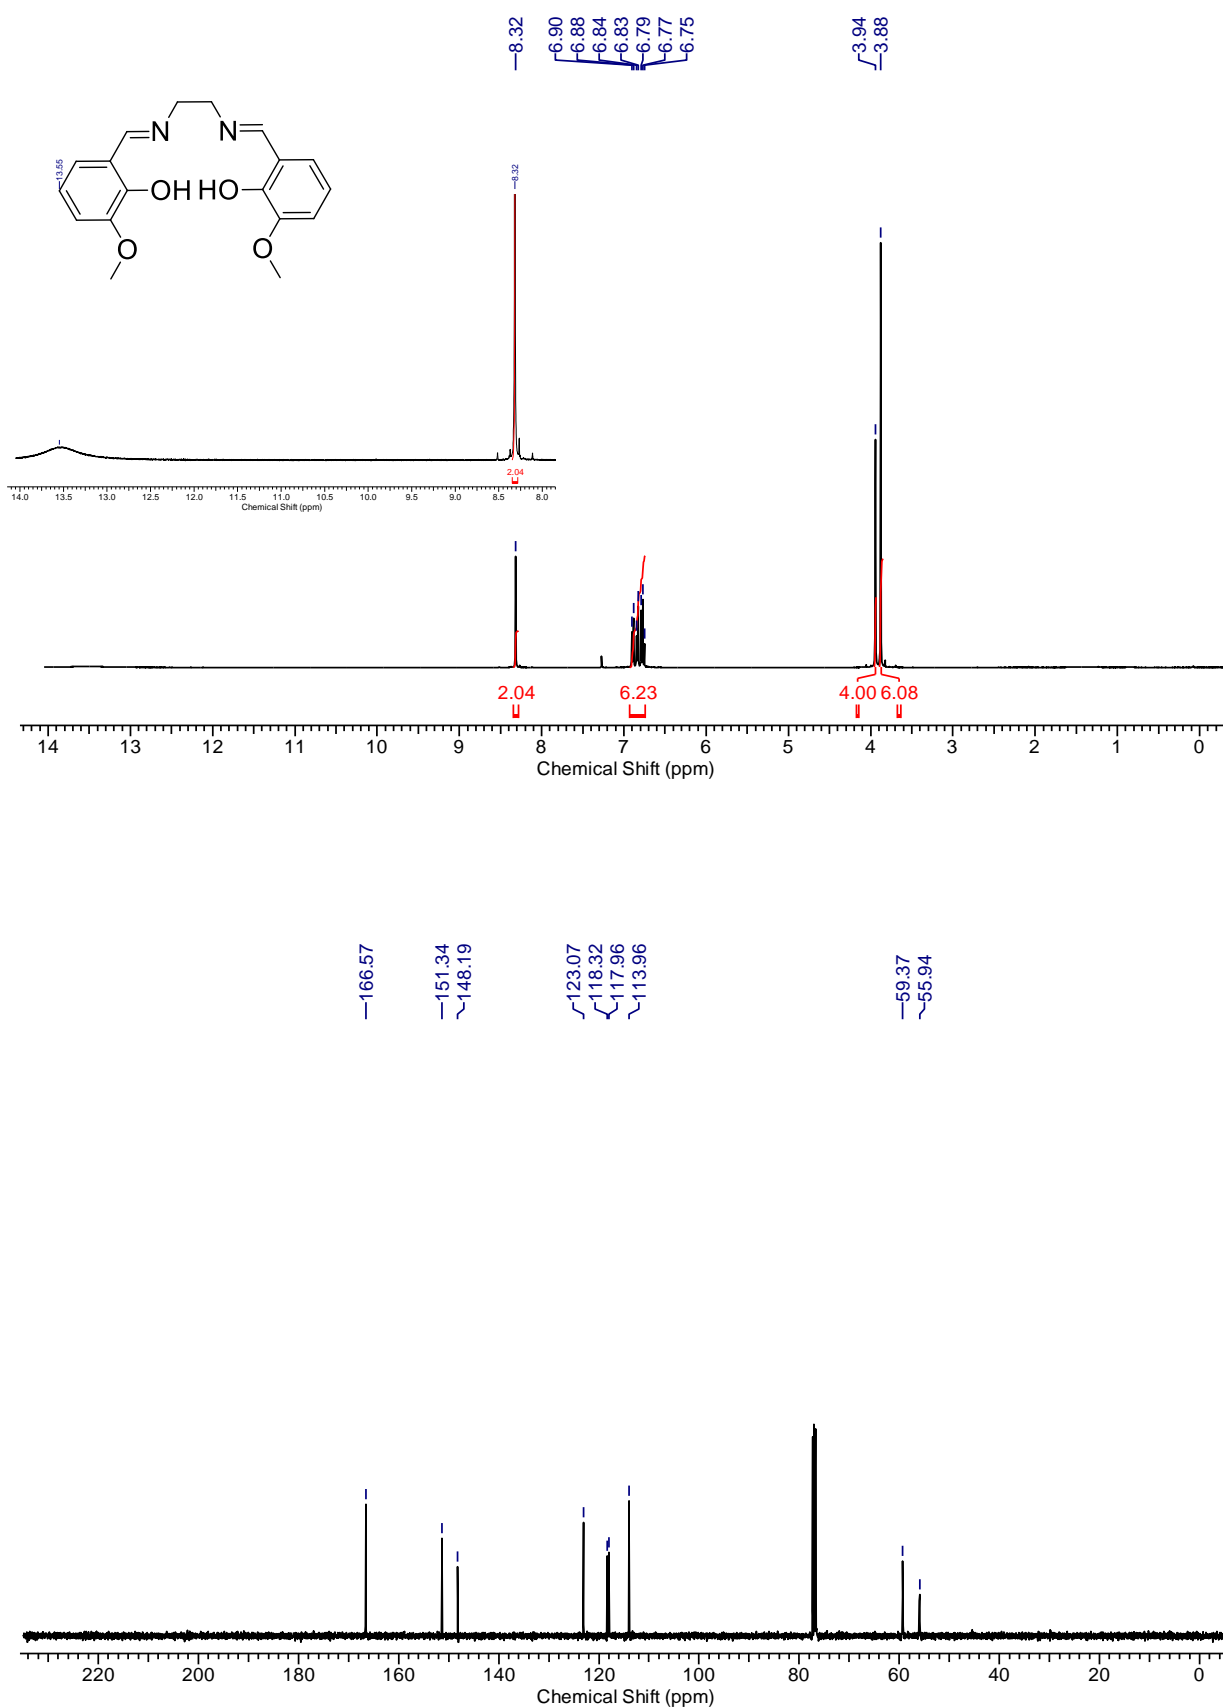 8.32
6.90
6.88
6.84
6.83
6.79
6.77
6.75
3.94
3.88
N N
OH HO
O O
13.55
8.32
2.04
14.0 13.5 13.0 12.5 12.0 11.5 11.0 10.5 10.0 9.5 9.0 8.5 8.0
Chemical Shift (ppm)
2.04 6.23 4.00 6.08
14 13 12 11 10 9 8 7 6 5 4 3 2 1 0
Chemical Shift (ppm)
166.57
151.34
148.19
123.07
118.32
117.96
113.96
59.37
55.94
220 200 180 160 140 120 100 80 60 40 20 0
Chemical Shift (ppm)